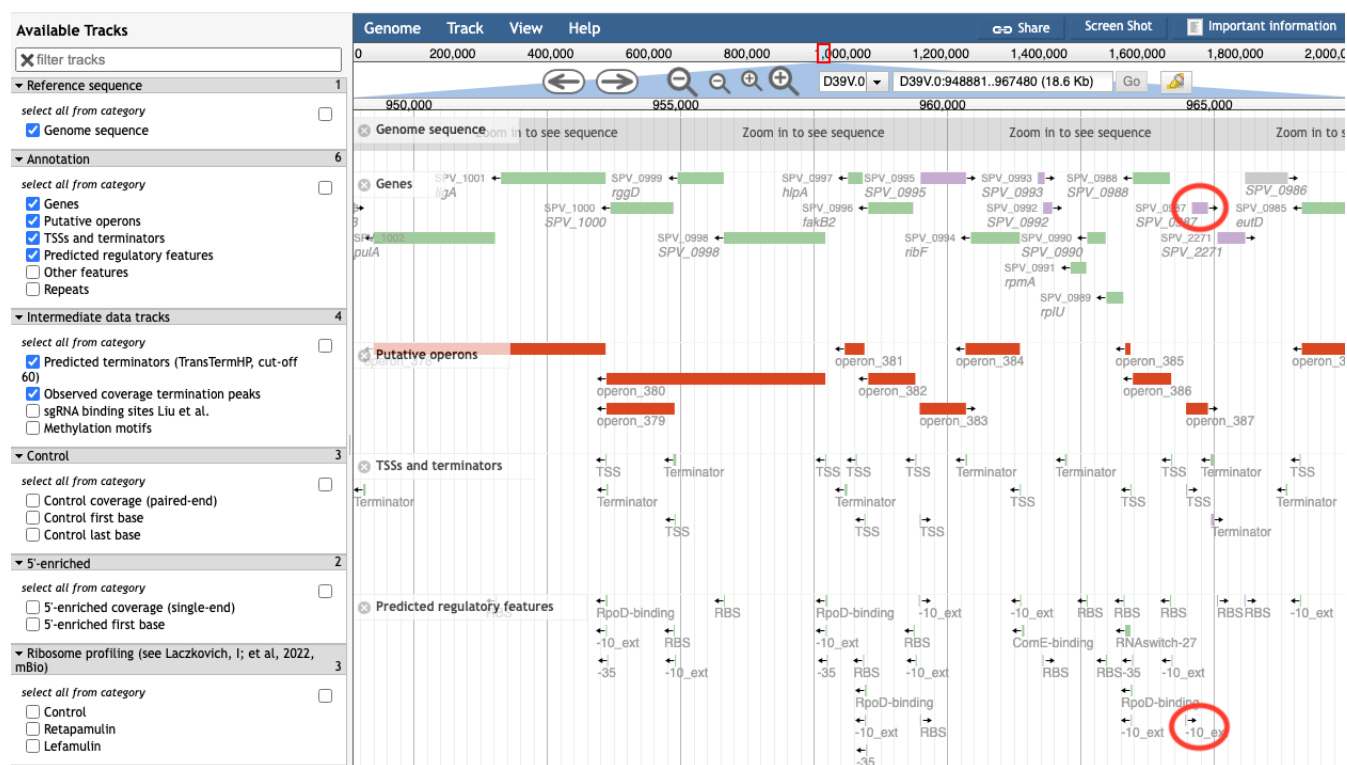 Available Tracks
filter tracks
Reference sequence 1
select all from category
Genome sequence
Annotation 6
select all from category
Genes
Putative operons
TSSs and terminators
Predicted regulatory features
Other features
Repeats
Intermediate data tracks 4
select all from category
Predicted terminators (TransTermHP, cut-off
60)
Observed coverage termination peaks
sgRNA binding sites Liu et al.
Methylation motifs
Control 3
select all from category
Control coverage (paired-end)
Control first base
Control last base
5'-enriched 2
select all from category
5'-enriched coverage (single-end)
5'-enriched first base
Ribosome profiling (see Laczkovich, I; et al, 2022,
mBio) 3
select all from category
Control
Retapamulin
Lefamulin
Genome Track View Help Share Screen Shot Important information
0 200,000 400,000 600,000 800,000 1,000,000 1,200,000 1,400,000 1,600,000 1,800,000 2,000,0
D39V.0 D39V.0:948881..967480 (18.6 Kb) Go
950,000 955,000 960,000 965,000
Genome sequence Zoom in to see sequence Zoom in to see sequence Zoom in to see sequence Zoom in to s
Genes
SPV_1001 SPV_0999 SPV_0997 SPV_0995 SPV_0993 SPV_0988
ligA rggD hlpA SPV_0995 SPV_0993 SPV_0988 SPV_0986
SPV_1000 SPV_0996 SPV_0992 SPV_0987 SPV_0985
SPV_1000 fakB2 SPV_0992 SPV_0987 eutD
SPV_1002 SPV_0998 SPV_0994 SPV_0990 SPV_2271
pulA SPV_0998 ribF SPV_0990 SPV_2271
SPV_0991
rpmA
SPV_0989
rplU
Putative operons
operon_381 operon_384 operon_385
operon_380 operon_382 operon_386
operon_379 operon_383 operon_387
TSSs and terminators
TSS Terminator TSS TSS TSS Terminator Terminator TSS Terminator TSS
Terminator Terminator Terminator TSS TSS TSS Terminator
TSS TSS TSS Terminator
Predicted regulatory features
RBS RpoD-binding RBS RpoD-binding -10_ext -10_ext RBS RBS RBS RBS RBS -10_ext
-10_ext RBS -10_ext RBS ComE-binding RNAswitch-27
-35 -10_ext -35 RBS -10_ext RBS RBS -35 -10_ext
RpoD-binding RpoD-binding
-10_ext RBS -10_ext -10_ext
-35